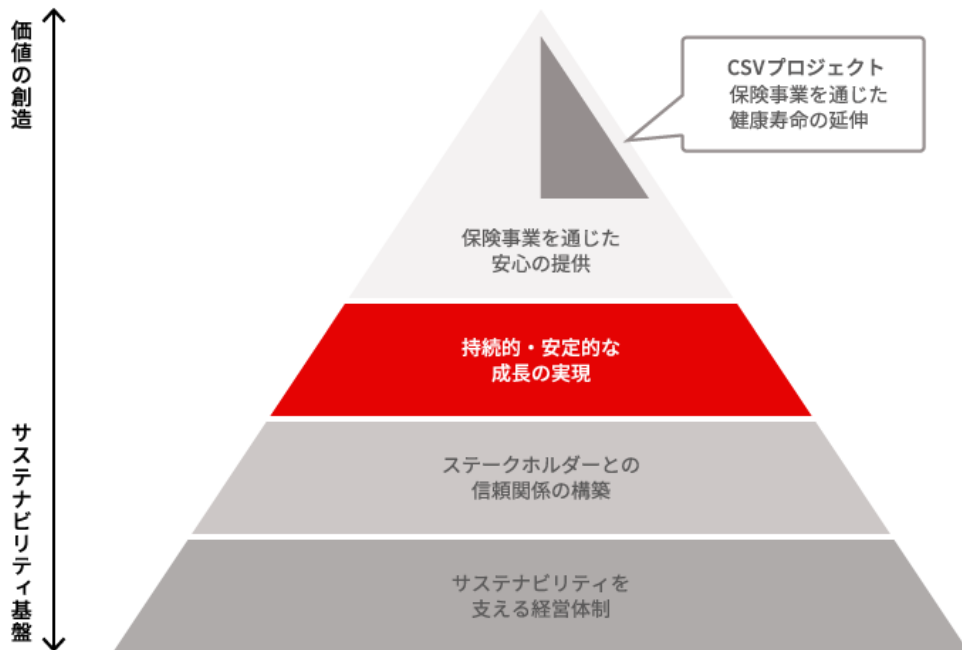 価値の創造
CSVプロジェクト
保険事業を通じた
健康寿命の延伸
保険事業を通じた
安心の提供
持続的・安定的な
成長の実現
ステークホルダーとの
信頼関係の構築
サステナビリティ基盤
サステナビリティを
支える経営体制